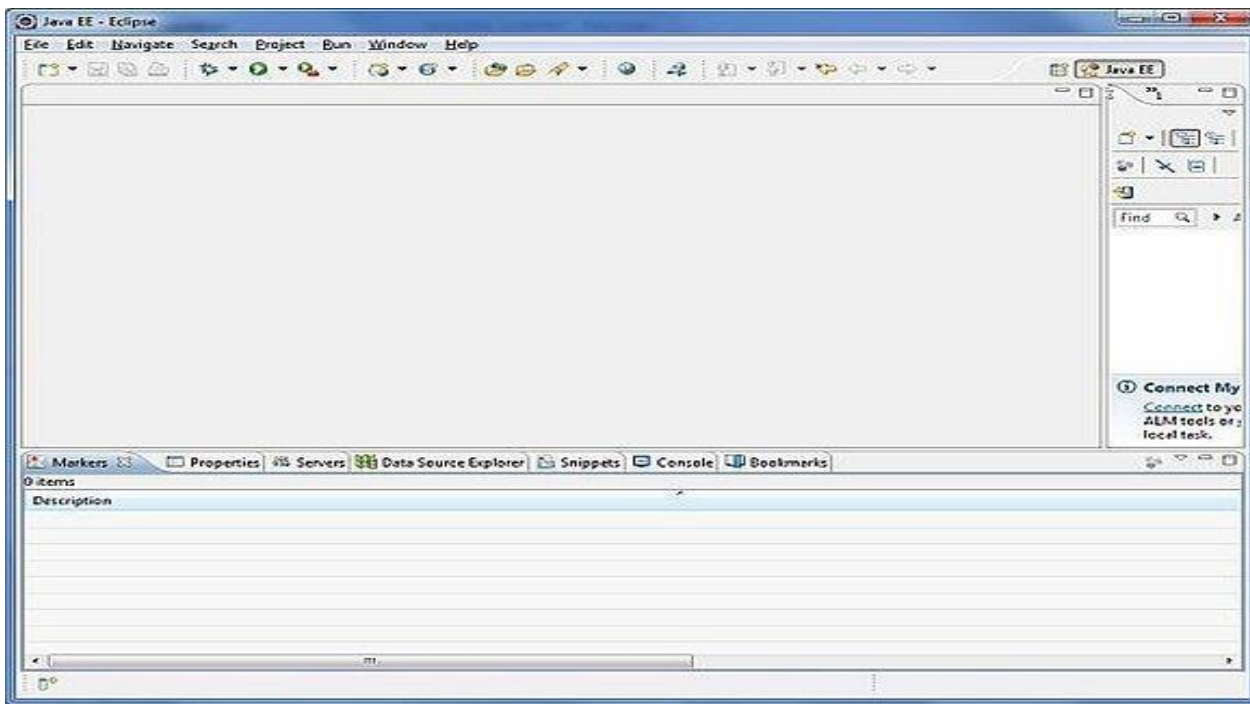 Java EE - Eclipse
File Edit Navigate Search Project Run Window Help
Java EE
Find
Connect My
Connect to yo
ALM tools or
local task.
Markers Properties Servers Data Source Explorer Snippets Console Bookmarks
0 items
Description